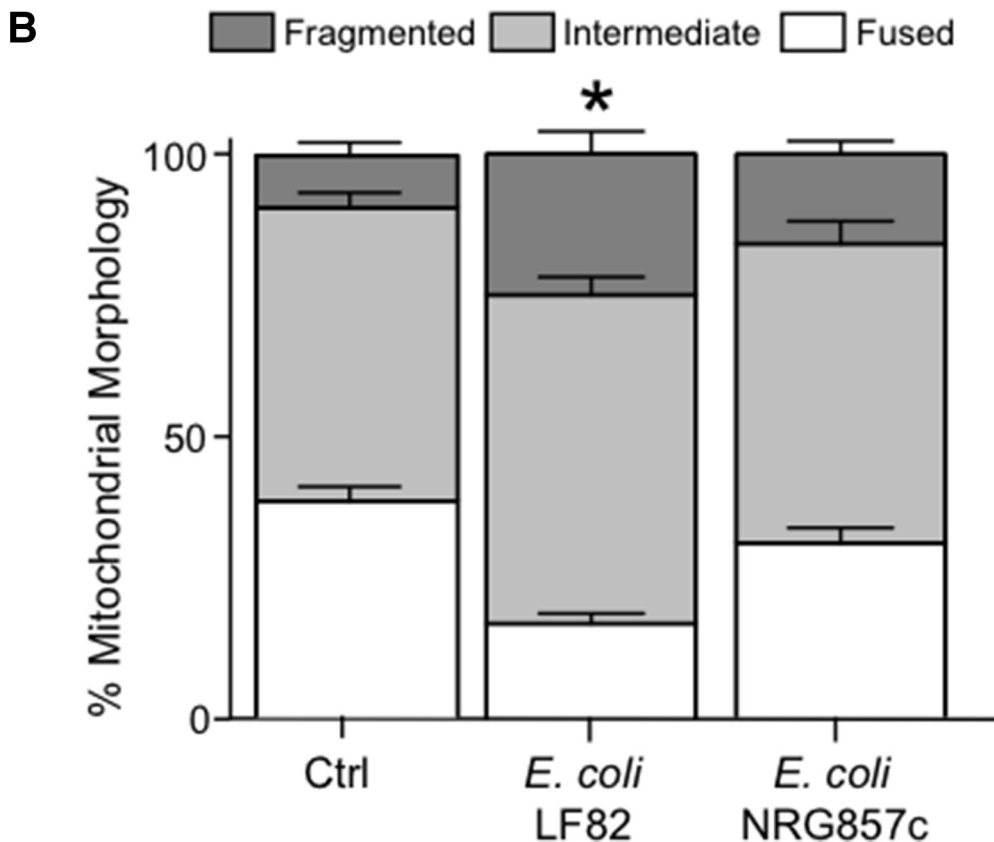 B
Fragmented Intermediate Fused
*
100
50
0
% Mitochondrial Morphology
Ctrl E. coli E. coli
LF82 NRG857c